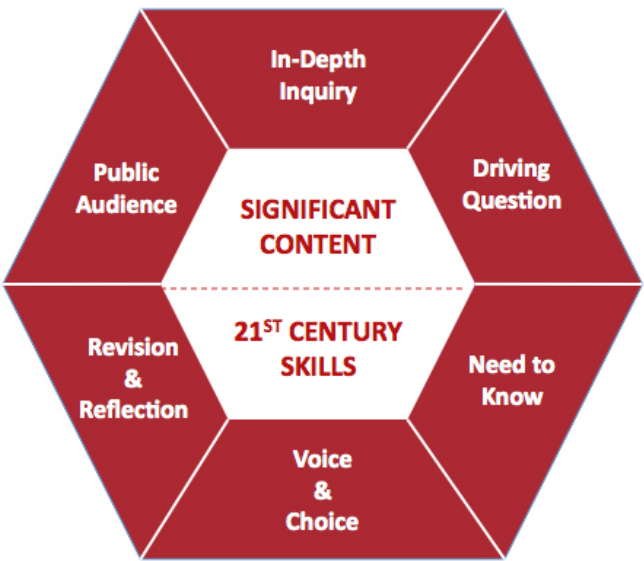 In-Depth
Inquiry
Driving
Question
Need to
Know
Voice
&
Choice
Revision
&
Reflection
Public
Audience
SIGNIFICANT
CONTENT
21ST CENTURY
SKILLS